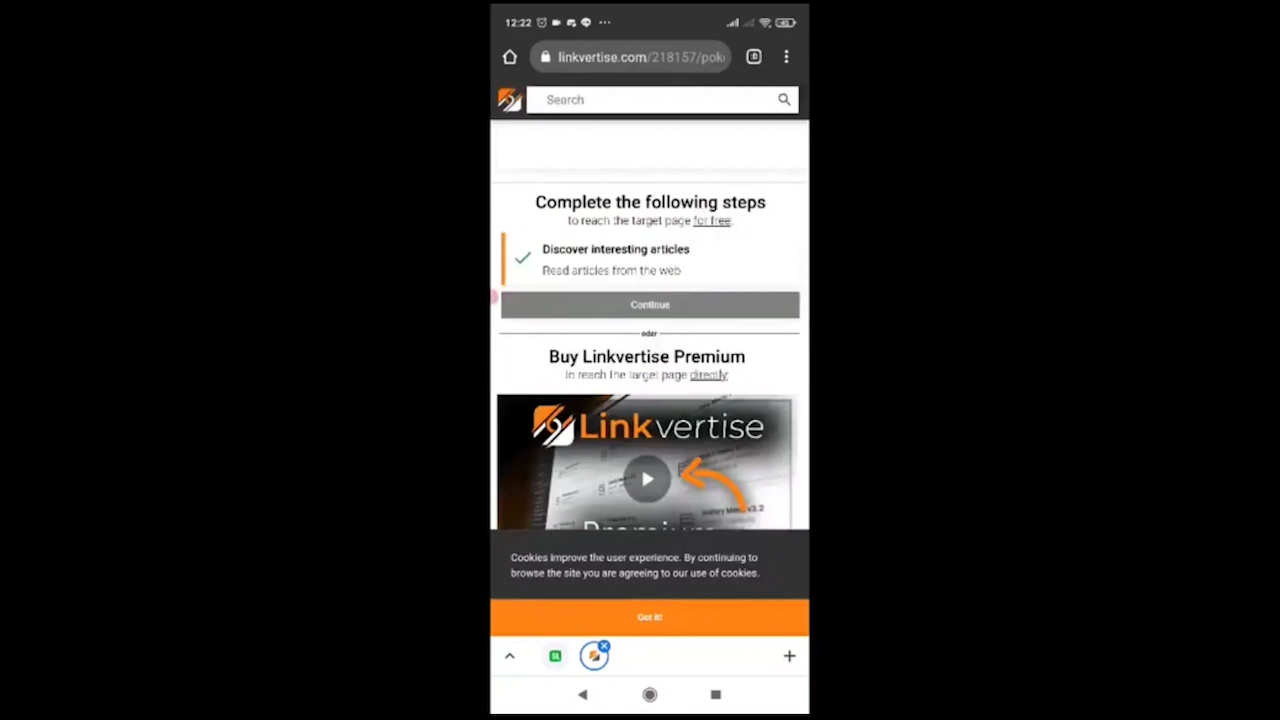 12:22
linkvertise.com/218157/pok
Search
Complete the following steps
to reach the target page for free:
Discover interesting articles
Read articles from the web
Continue
oder
Buy Linkvertise Premium
to reach the target page directly:
Linkvertise
Premium
Cookies improve the user experience. By continuing to
browse the site you are agreeing to our use of cookies.
Got it!